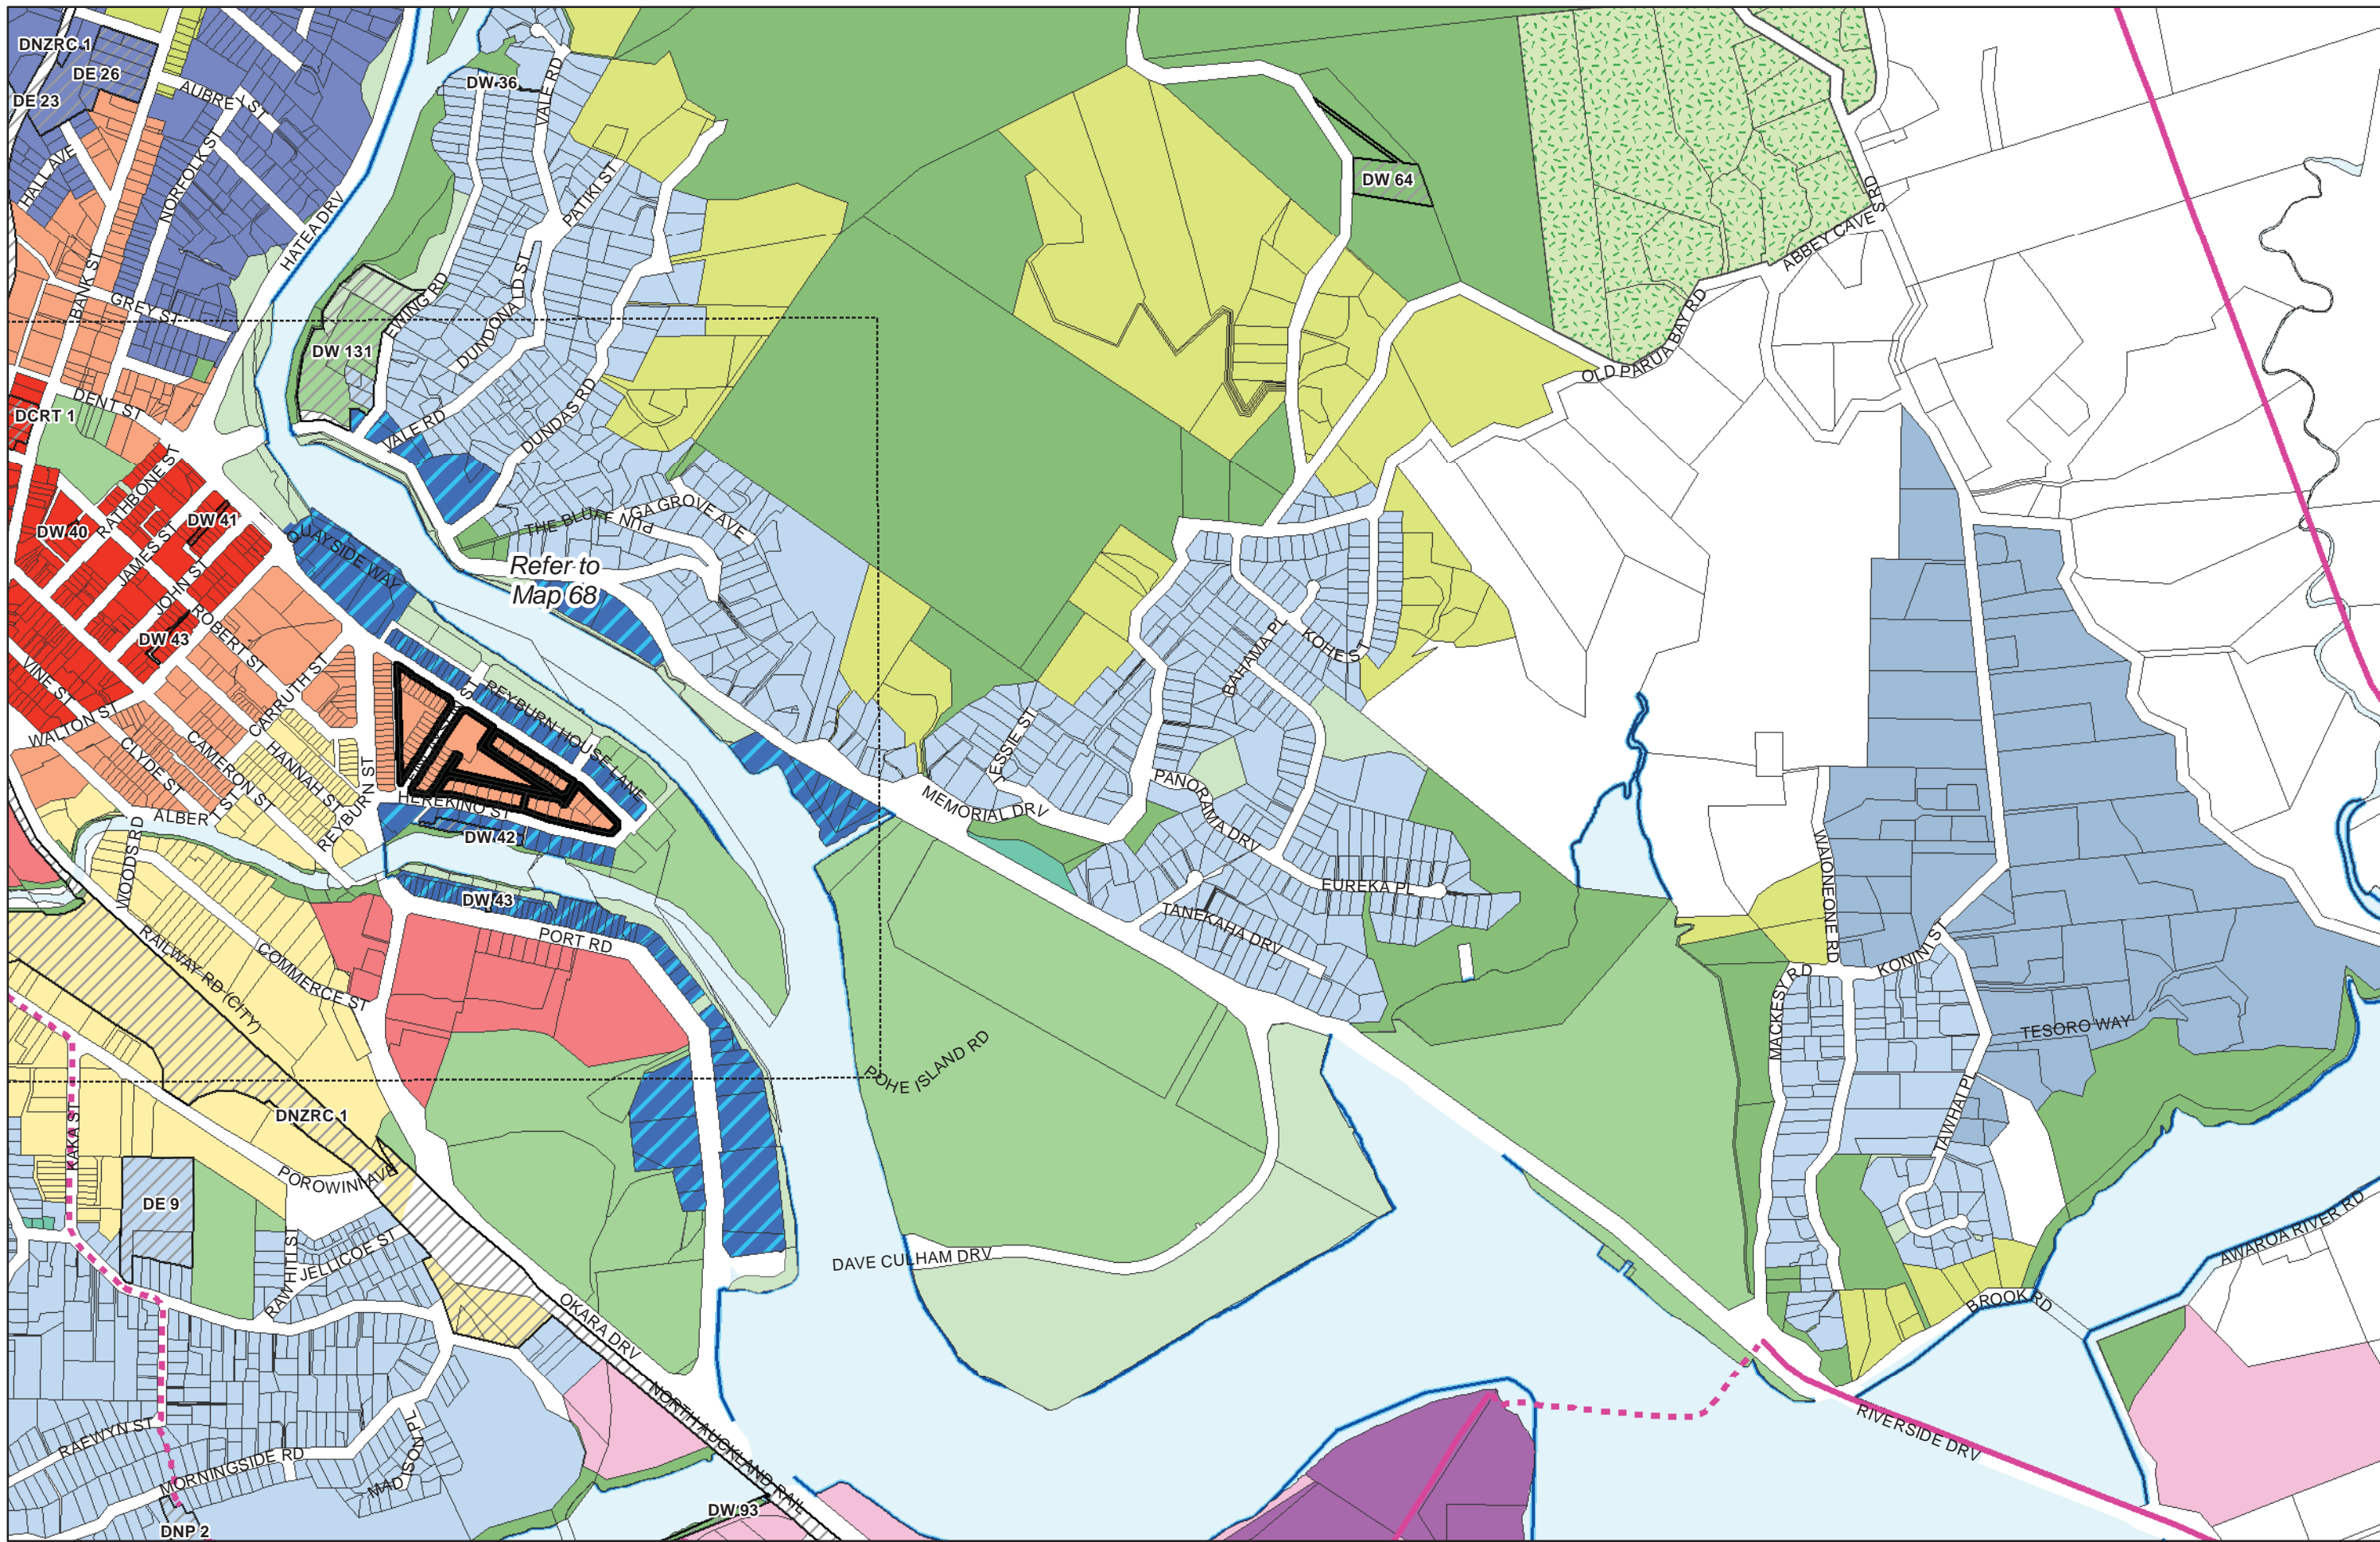 DNZRC 1
DE 26
DE 23
DW 36
VALE RD
AUBREY ST
HALL AVE
NORFOLK ST
PATIKI ST
DW 64
HATEA DRV
ABBEY CAVES RD
BANK ST
GREY ST
EWING RD
DUNDONALD ST
DW 131
OLD PARUA BAY RD
DENT ST
DCRT 1
VALE RD
DUNDAS RD
RATHBONE ST
DW 41
DW 40
JAMES ST
QUAYSIDE WAY
THE BLUFF
PUNGA GROVE AVE
Refer to
Map 68
JOHN ST
ROBERT ST
DW 43
BAHAMA PL
KOHE ST
VINE ST
CARRUTH ST
REYBURN HOUSE LANE
WALTON ST
CLYDE ST
CAMERON ST
HANNAH ST
JESSIE ST
FINLAYSON ST
REYBURN ST
HEREKINO ST
ALBERT ST
DW 42
MEMORIAL DRV
PANORAMA DRV
WOODS RD
EUREKA PL
WAIONEONE RD
DW 43
PORT RD
TANEKAHA DRV
COMMERCE ST
RAILWAY RD (CITY)
KONINI ST
MACKESY RD
TESORO WAY
POHE ISLAND RD
KAKA ST
DNZRC 1
TAWHAI PL
POROWINI AVE
DE 9
RAWHITI ST
JELLICOE ST
DAVE CULHAM DRV
AWAROA RIVER RD
BROOK RD
OKARA DRV
NORTH AUCKLAND RAIL
RAEWYN ST
MORNINGSIDE RD
MADISON PL
RIVERSIDE DRV
DW 93
DNP 2